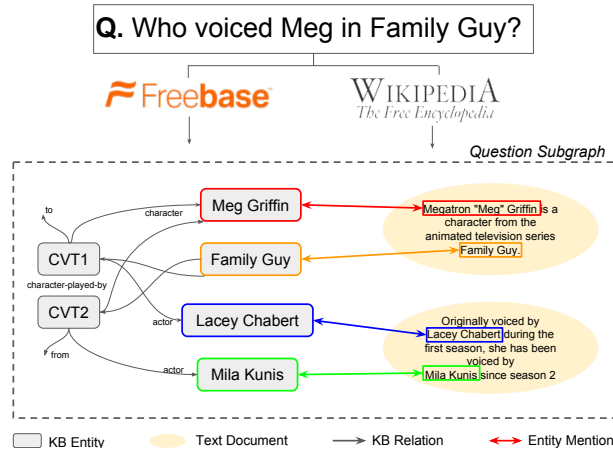 Q. Who voiced Meg in Family Guy?
Freebase™
WIKIPEDIA
The Free Encyclopedia
Question Subgraph
to
character
Meg Griffin
Megatron "Meg" Griffin is a
character from the
animated television series
Family Guy.
CVT1
Family Guy
character-played-by
CVT2
actor
Lacey Chabert
Originally voiced by
Lacey Chabert during the
first season, she has been
voiced by
Mila Kunis since season 2
from
actor
Mila Kunis
KB Entity
Text Document
KB Relation
Entity Mention